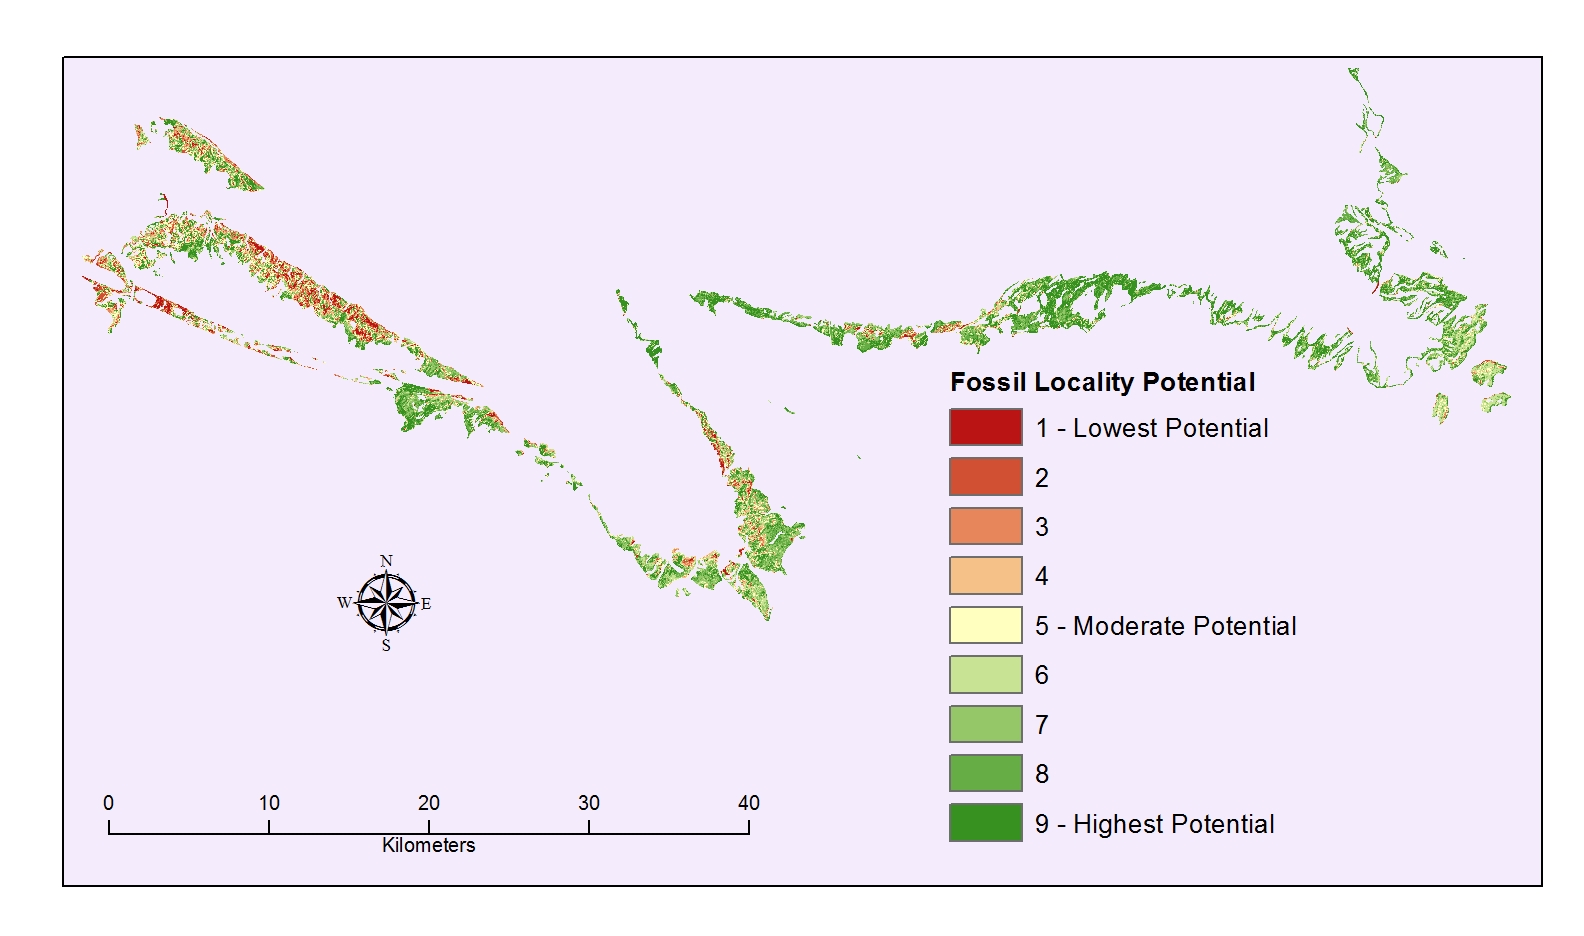 Fossil Locality Potential
1 - Lowest Potential
2
3
4
5 - Moderate Potential
6
7
8
9 - Highest Potential
N
W E
S
0 10 20 30 40
Kilometers